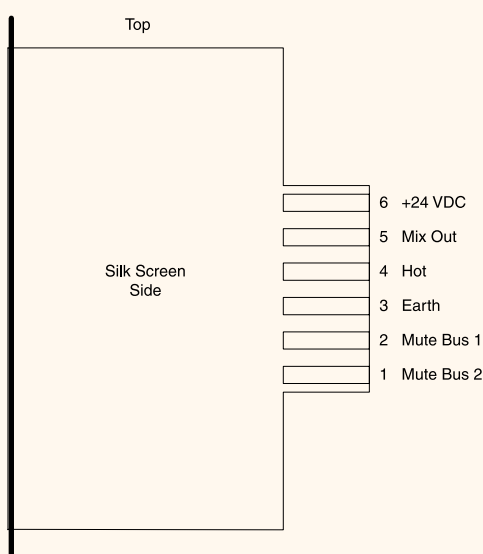 Top
6 +24 VDC
5 Mix Out
4 Hot
Silk Screen
Side
3 Earth
2 Mute Bus 1
1 Mute Bus 2